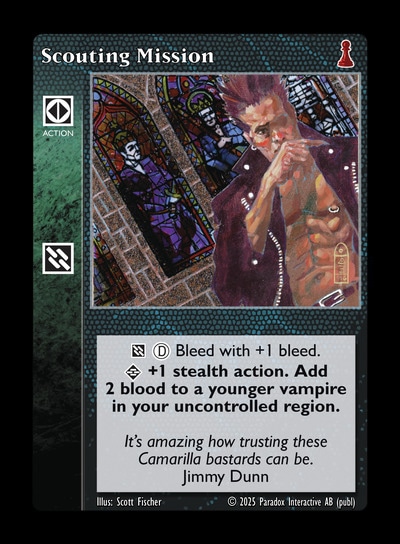 Scouting Mission
ACTION
D Bleed with +1 bleed.
+1 stealth action. Add
2 blood to a younger vampire
in your uncontrolled region.
It's amazing how trusting these
Camarilla bastards can be.
Jimmy Dunn
Illus: Scott Fischer © 2025 Paradox Interactive AB (publ)